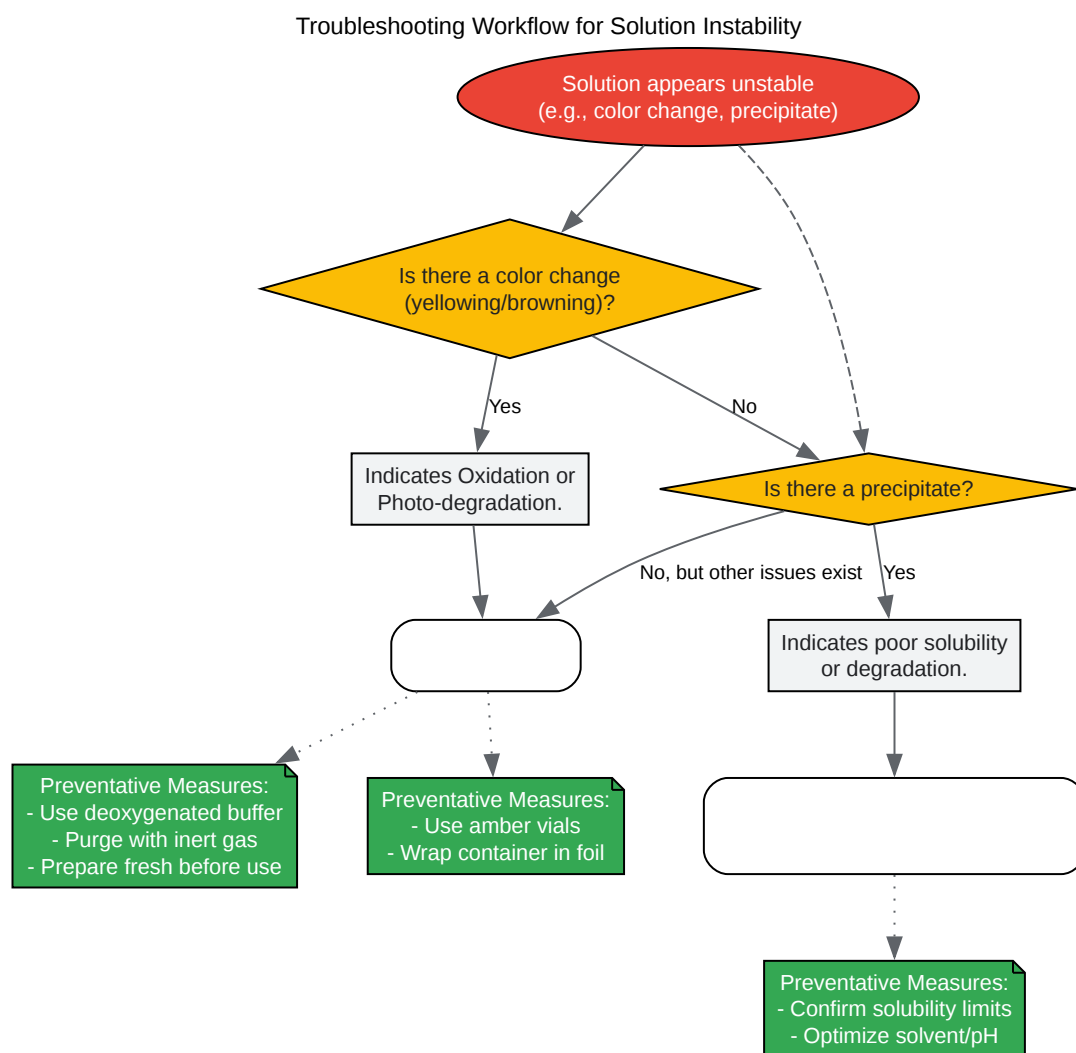 Troubleshooting Workflow for Solution Instability
Solution appears unstable
(e.g., color change, precipitate)
Is there a color change
(yellowing/browning)?
Yes
No
Indicates Oxidation or
Photo-degradation.
Is there a precipitate?
No, but other issues exist
Yes
Indicates poor solubility
or degradation.
Preventative Measures:
- Use deoxygenated buffer
- Purge with inert gas
- Prepare fresh before use
Preventative Measures:
- Use amber vials
- Wrap container in foil
Preventative Measures:
- Confirm solubility limits
- Optimize solvent/pH